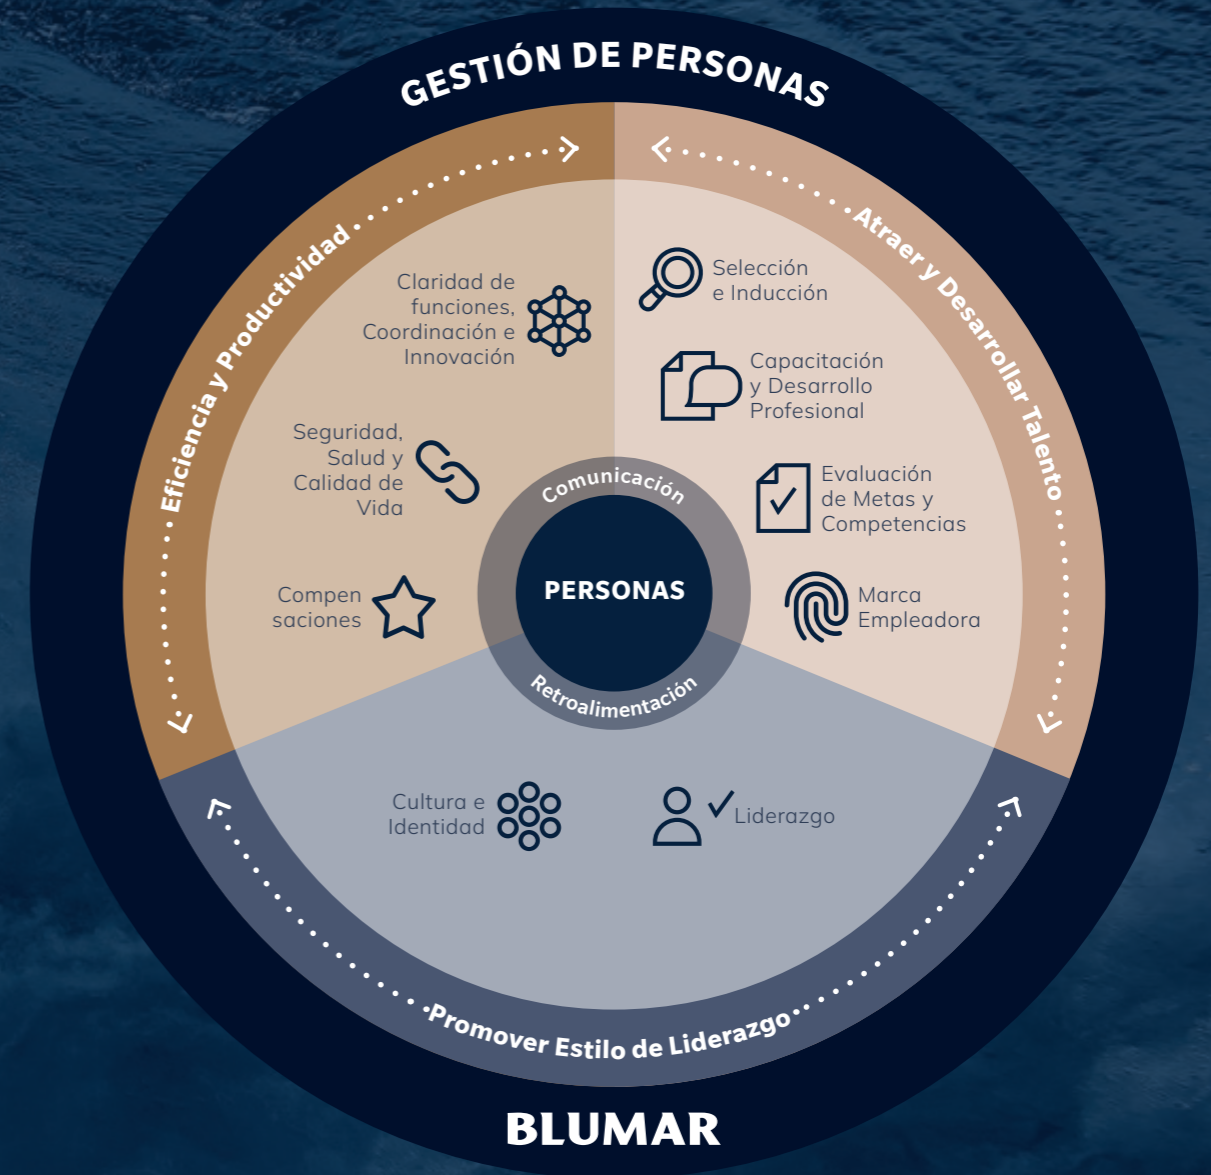 GESTIÓN DE PERSONAS
Eficiencia y Productividad
Atraer y Desarrollar Talento
Claridad de
funciones,
Coordinación e
Innovación
Seguridad,
Salud y
Calidad de
Vida
Compen
saciones
Selección
e Inducción
Capacitación
y Desarrollo
Profesional
Evaluación
de Metas y
Competencias
Marca
Empleadora
Comunicación
PERSONAS
Retroalimentación
Cultura e
Identidad
Liderazgo
Promover Estilo de Liderazgo
BLUMAR